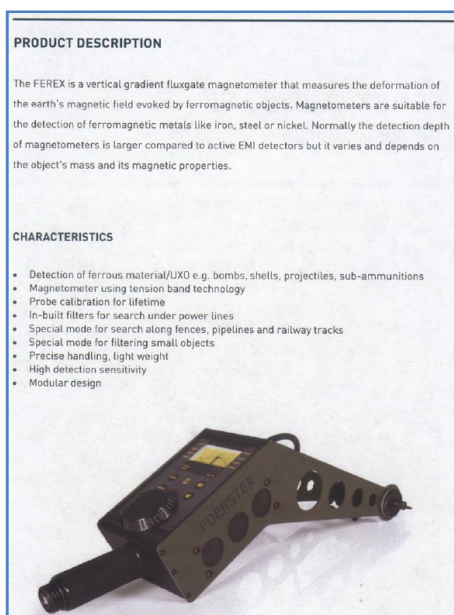 PRODUCT DESCRIPTION
The FEREX is a vertical gradient fluxgate magnetometer that measures the deformation of
the earth's magnetic field evoked by ferromagnetic objects. Magnetometers are suitable for
the detection of ferromagnetic metals like iron, steel or nickel. Normally the detection depth
of magnetometers is larger compared to active EMI detectors but it varies and depends on
the object's mass and its magnetic properties.
CHARACTERISTICS
• Detection of ferrous material/UXO e.g. bombs, shells, projectiles, sub-ammunitions
• Magnetometer using tension band technology
• Probe calibration for lifetime
• In-built filters for search under power lines
• Special mode for search along fences, pipelines and railway tracks
• Special mode for filtering small objects
• Precise handling, light weight
• High detection sensitivity
• Modular design
FOERSTER